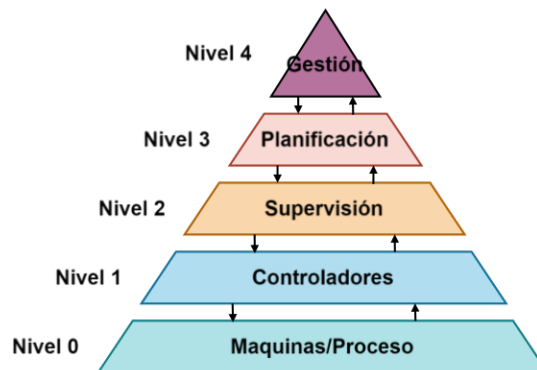 Nivel 4
Gestión
Nivel 3
Planificación
Nivel 2
Supervisión
Nivel 1
Controladores
Nivel 0
Maquinas/Proceso